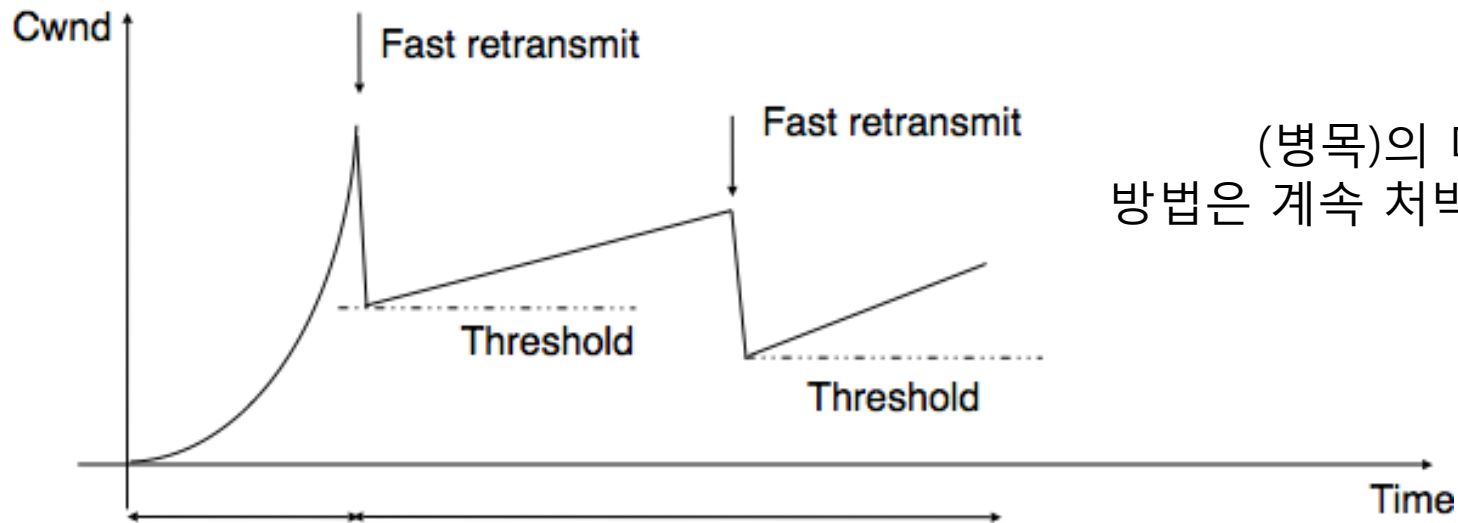 Cwnd
Fast retransmit
Fast retransmit
(병목)의
방법은 계속
Threshold
Threshold
Time